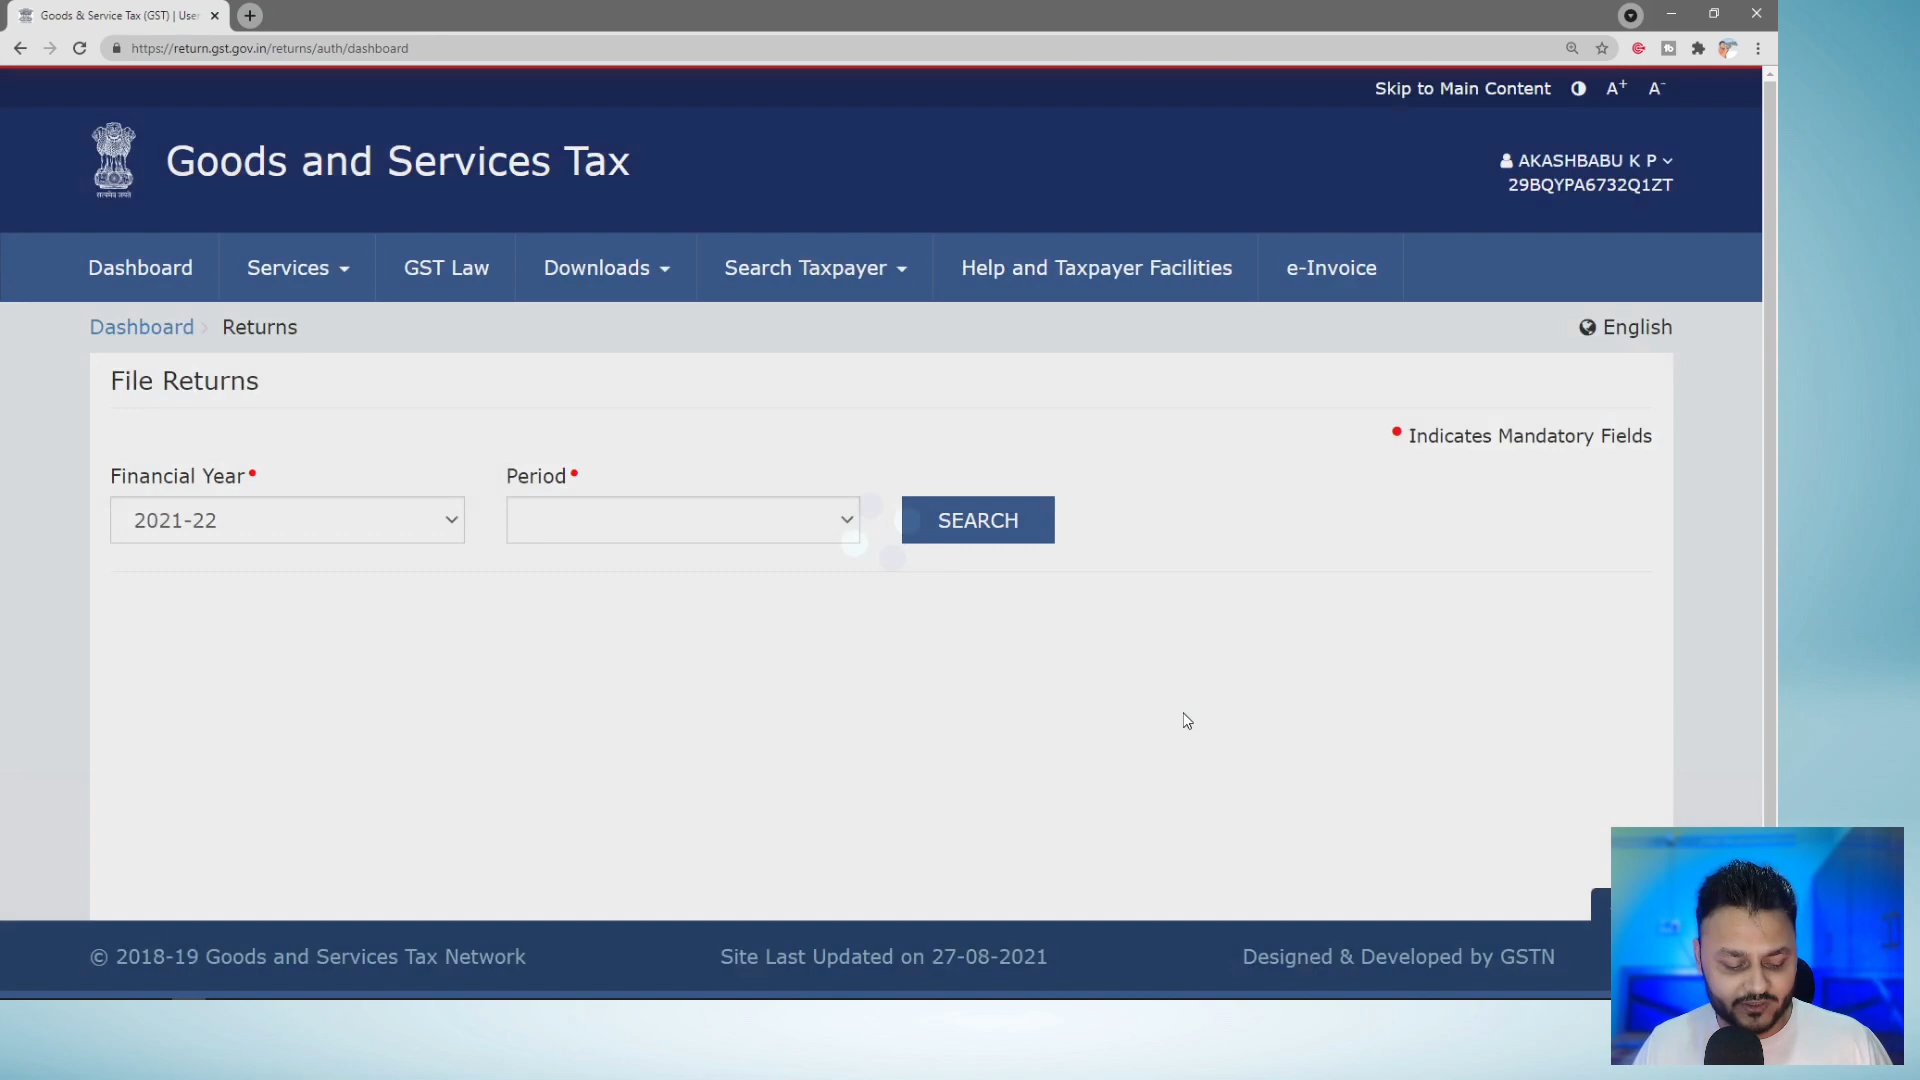 Goods & Service Tax (GST) | User
https://return.gst.gov.in/returns/auth/dashboard
Skip to Main Content A+ A-
Goods and Services Tax
AKASHBABU K P
29BQYPA6732Q1ZT
Dashboard Services GST Law Downloads Search Taxpayer Help and Taxpayer Facilities e-Invoice
Dashboard Returns English
File Returns
• Indicates Mandatory Fields
Financial Year• Period•
2021-22 SEARCH
© 2018-19 Goods and Services Tax Network Site Last Updated on 27-08-2021 Designed & Developed by GSTN